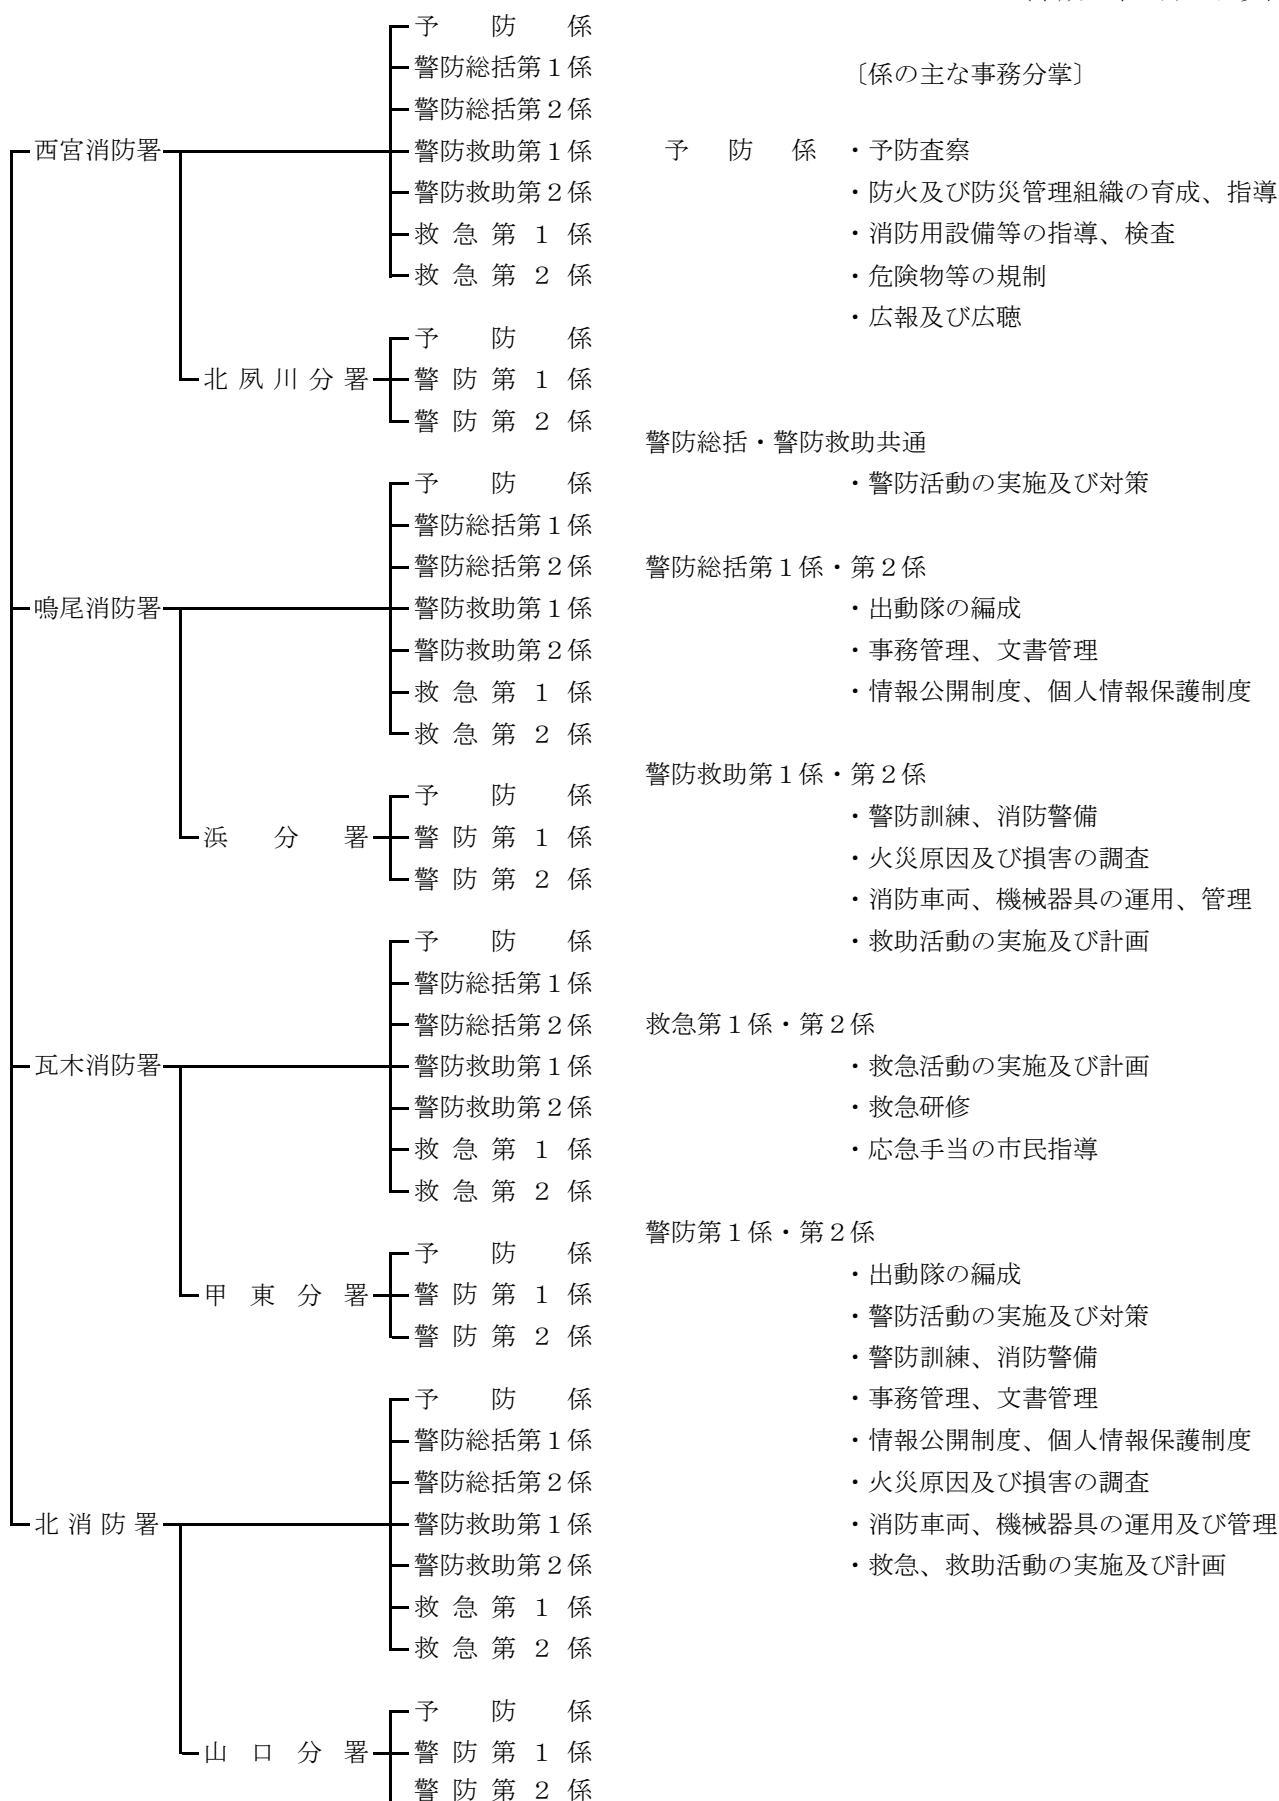 予防係
警防総括第１係
〔係の主な事務分掌〕
警防総括第２係
西宮消防署
警防救助第１係
予防係 ・予防査察
警防救助第２係
・防火及び防災管理組織の育成、指導
救急第１係
・消防用設備等の指導、検査
救急第２係
・危険物等の規制
・広報及び広聴
予防係
北夙川分署
警防第１係
警防第２係
警防総括・警防救助共通
予防係
・警防活動の実施及び対策
警防総括第１係
警防総括第２係
警防総括第１係・第２係
鳴尾消防署
警防救助第１係
・出動隊の編成
警防救助第２係
・事務管理、文書管理
救急第１係
・情報公開制度、個人情報保護制度
救急第２係
警防救助第１係・第２係
予防係
・警防訓練、消防警備
浜分署
警防第１係
・火災原因及び損害の調査
警防第２係
・消防車両、機械器具の運用、管理
予防係
・救助活動の実施及び計画
警防総括第１係
警防総括第２係
救急第１係・第２係
瓦木消防署
警防救助第１係
・救急活動の実施及び計画
警防救助第２係
・救急研修
救急第１係
・応急手当の市民指導
救急第２係
警防第１係・第２係
予防係
・出動隊の編成
甲東分署
警防第１係
・警防活動の実施及び対策
警防第２係
・警防訓練、消防警備
予防係
・事務管理、文書管理
警防総括第１係
・情報公開制度、個人情報保護制度
警防総括第２係
・火災原因及び損害の調査
北消防署
警防救助第１係
・消防車両、機械器具の運用及び管理
警防救助第２係
・救急、救助活動の実施及び計画
救急第１係
救急第２係
予防係
山口分署
警防第１係
警防第２係